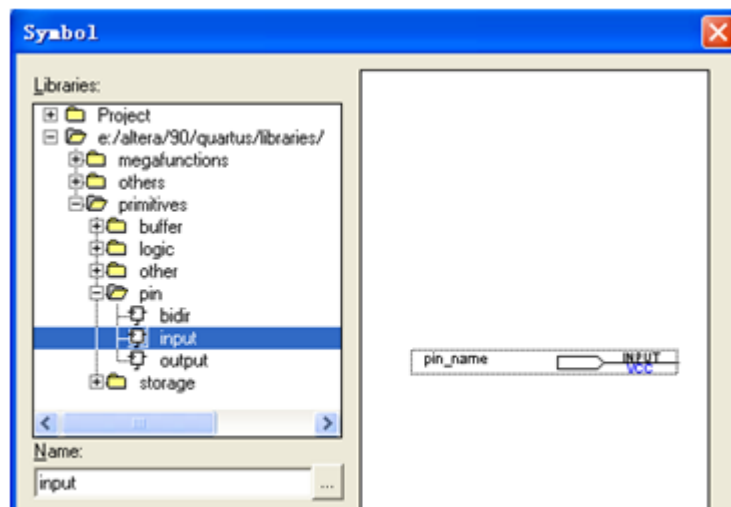 Symbol
Libraries:
Project
e:/altera/90/quartus/libraries/
megafunctions
others
primitives
buffer
logic
other
pin
bidir
input
output
storage
Name:
input
...
pin_name
INPUT
VCC